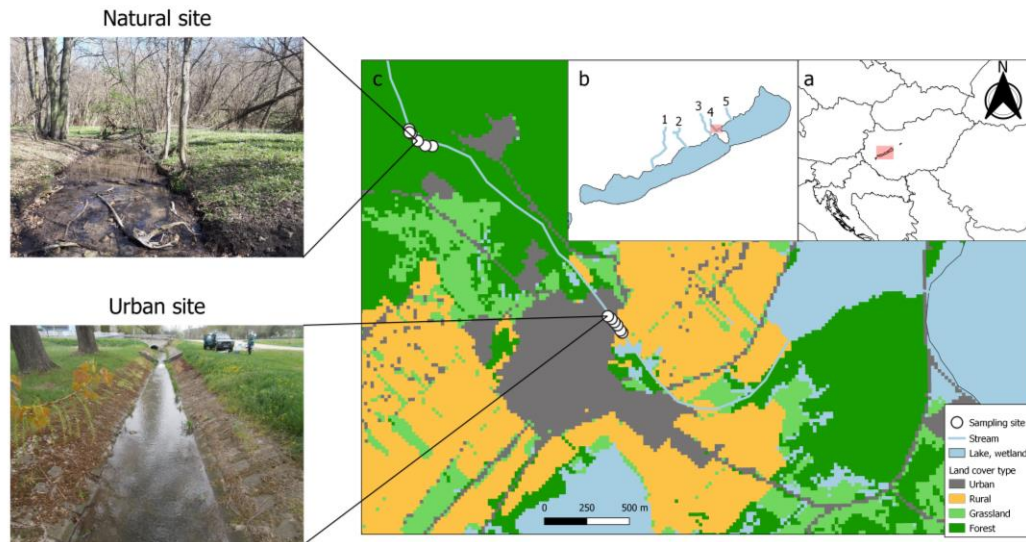 Natural site
Urban site
c
b
1
2
3
4
5
a
N
0 250 500 m
Sampling site
Stream
Lake, wetland
Land cover type
Urban
Rural
Grassland
Forest